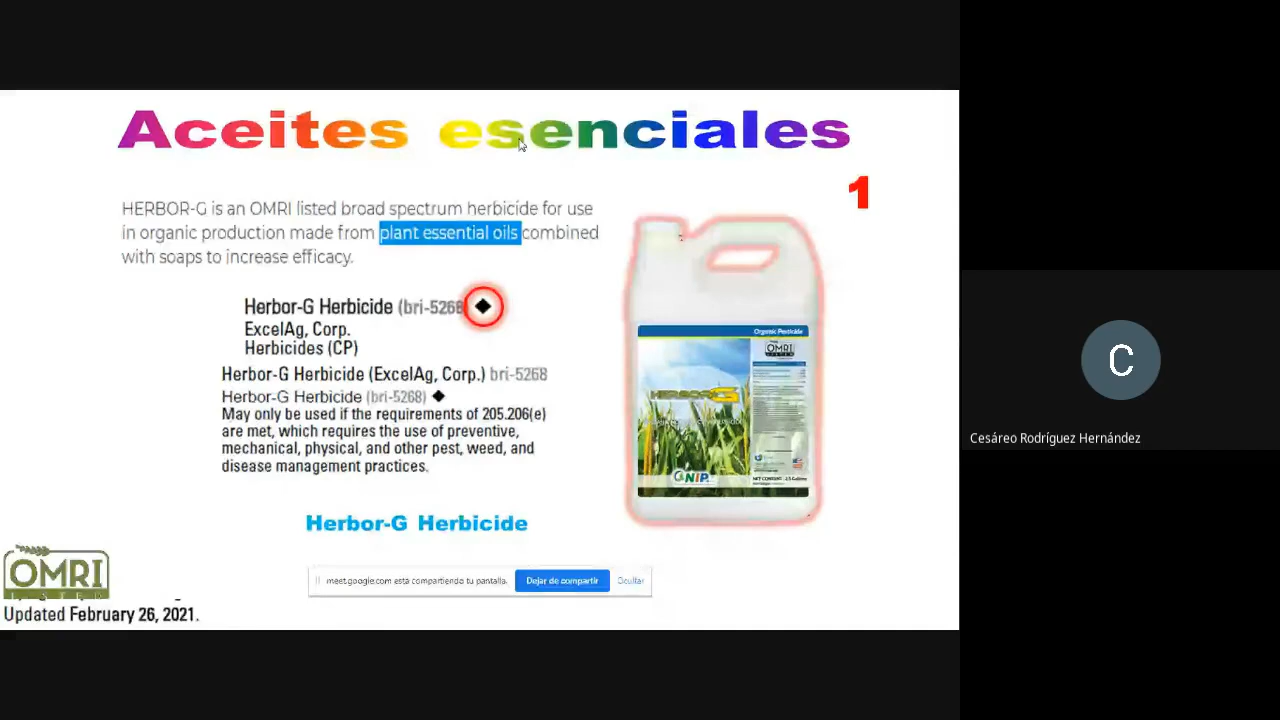 Aceites esenciales
1
HERBOR-G is an OMRI listed broad spectrum herbicide for use
in organic production made from plant essential oils combined
with soaps to increase efficacy.
Herbor-G Herbicide (bri-5268 ◆
ExcelAg, Corp.
Herbicides (CP)
Herbor-G Herbicide (ExcelAg, Corp.) bri-5268
Herbor-G Herbicide (bri-5268) ◆
May only be used if the requirements of 205.206(e)
are met, which requires the use of preventive,
mechanical, physical, and other pest, weed, and
disease management practices.
Herbor-G Herbicide
Organic Pesticide
OMRI
HERBOR G
NIP
meet.google.com está compartiendo tu pantalla.
Dejar de compartir
Ocultar
OMRI
LISTED
Updated February 26, 2021.
C
Cesáreo Rodríguez Hernández